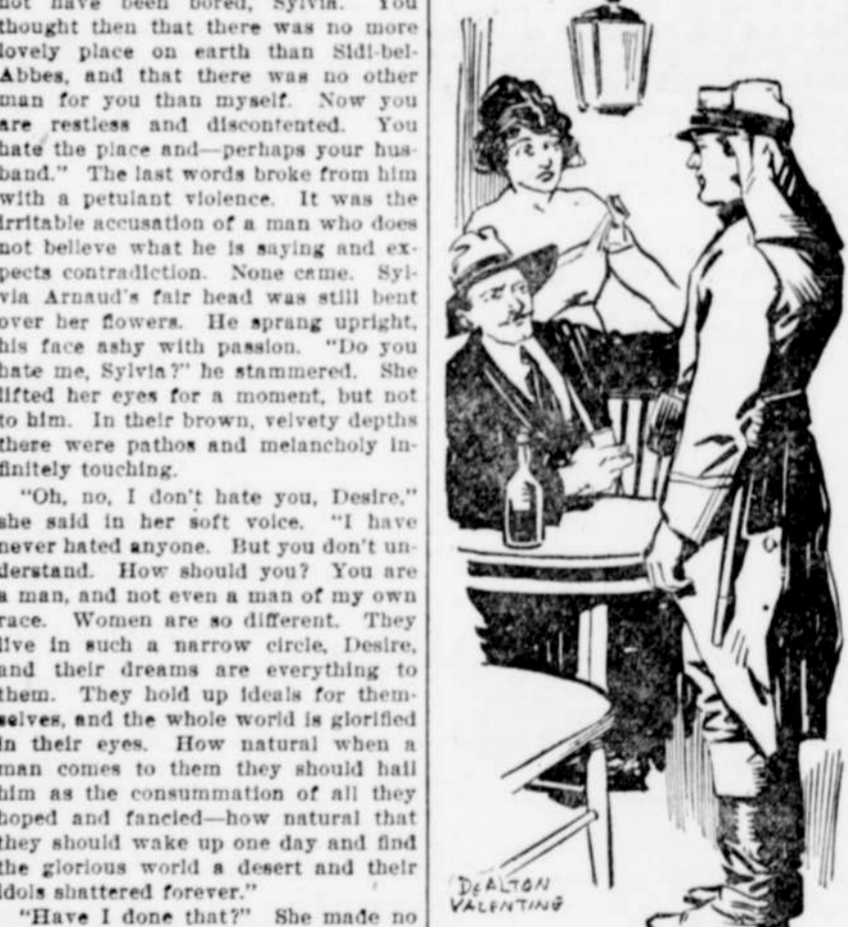 not have been bored, Sylvia. You
thought then that there was no more
lovely place on earth than Sidi-bel-
Abbes, and that there was no other
man for you than myself. Now you
are restless and discontented. You
hate the place and—perhaps your hus-
band." The last words broke from him
with a petulant violence. It was the
irritable accusation of a man who does
not believe what he is saying and ex-
pects contradiction. None came. Syl-
via Arnaud's fair head was still bent
over her flowers. He sprang upright,
his face ashy with passion. "Do you
hate me, Sylvia?" he stammered. She
lifted her eyes for a moment, but not
to him. In their brown, velvety depths
there were pathos and melancholy in-
finitely touching.
"Oh, no, I don't hate you, Desire,"
she said in her soft voice. "I have
never hated anyone. But you don't un-
derstand. How should you? You are
a man, and not even a man of my own
race. Women are so different. They
live in such a narrow circle, Desire,
and their dreams are everything to
them. They hold up ideals for them-
selves, and the whole world is glorified
in their eyes. How natural when a
man comes to them they should hail
him as the consummation of all they
hoped and fancied—how natural that
they should wake up one day and find
the glorious world a desert and their
idols shattered forever."
"Have I done that?" She made no
DeALTON
VALENTINE